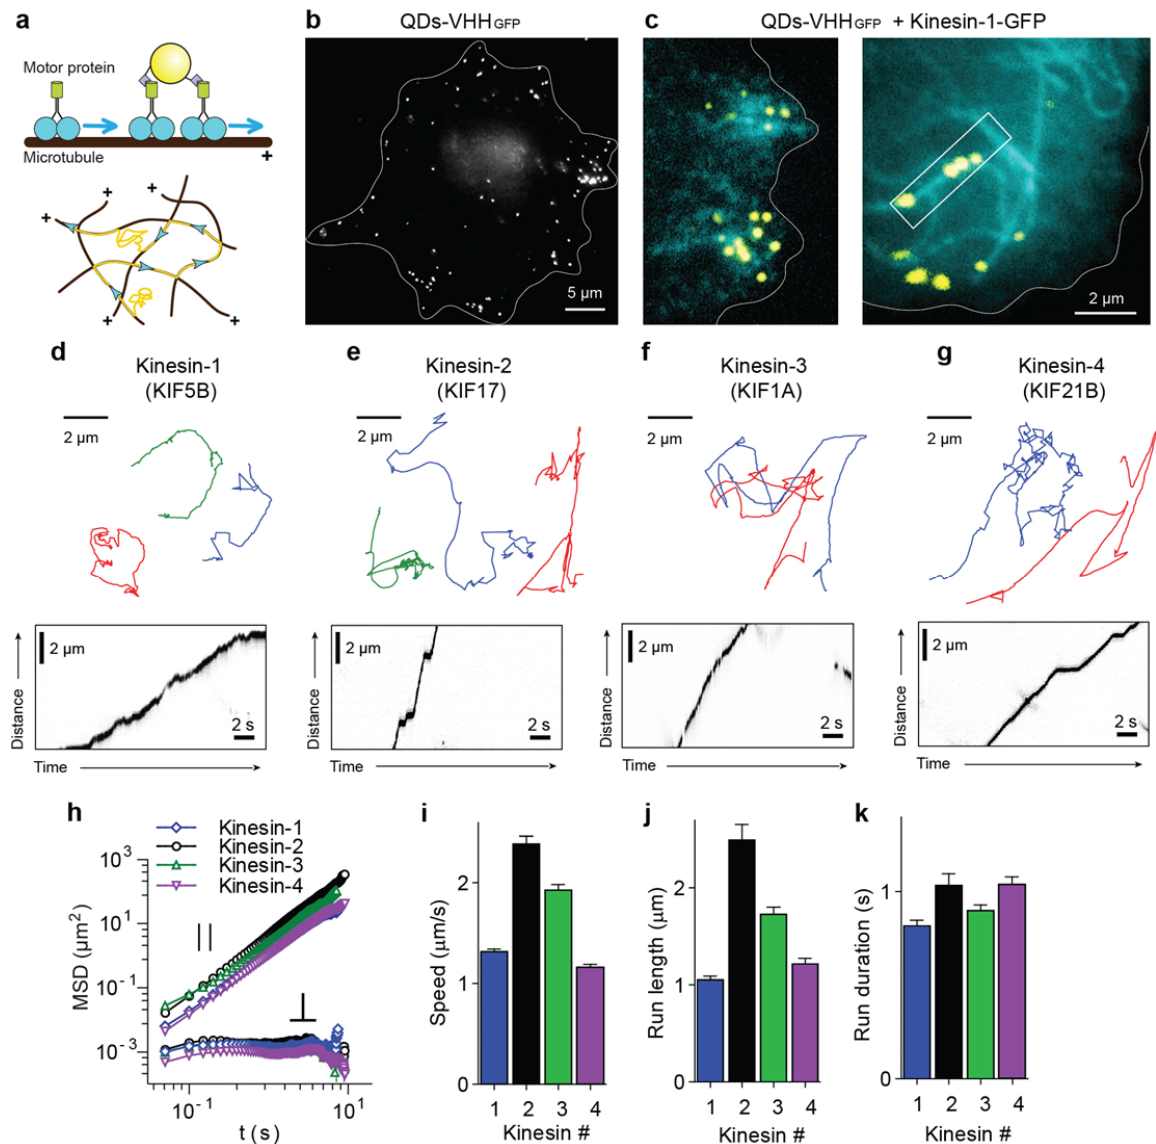 a
Motor protein
Microtubule
+
+
+
+
+
+
b
QDs-VHHGFP
5 µm
c
QDs-VHHGFP + Kinesin-1-GFP
2 µm
d
Kinesin-1
(KIF5B)
2 µm
e
Kinesin-2
(KIF17)
2 µm
f
Kinesin-3
(KIF1A)
2 µm
g
Kinesin-4
(KIF21B)
2 µm
Distance
2 µm
2 s
Time
Distance
2 µm
2 s
Time
Distance
2 µm
2 s
Time
Distance
2 µm
2 s
Time
h
Kinesin-1
Kinesin-2
Kinesin-3
Kinesin-4
MSD (µm²)
10³
10¹
10⁻¹
10⁻³
||
⊥
10⁻¹
10¹
t (s)
i
Speed (µm/s)
2
1
0
1 2 3 4
Kinesin #
j
Run length (µm)
2
1
0
1 2 3 4
Kinesin #
k
Run duration (s)
1
0
1 2 3 4
Kinesin #